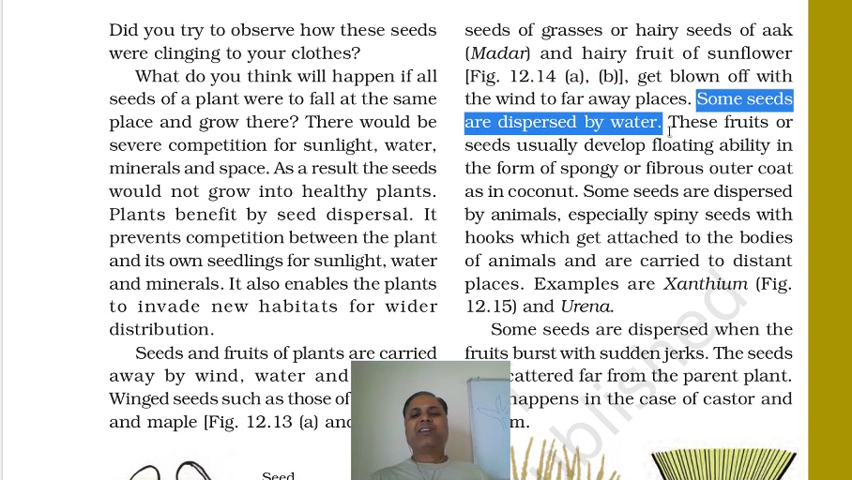 Did you try to observe how these seeds
were clinging to your clothes?
What do you think will happen if all
seeds of a plant were to fall at the same
place and grow there? There would be
severe competition for sunlight, water,
minerals and space. As a result the seeds
would not grow into healthy plants.
Plants benefit by seed dispersal. It
prevents competition between the plant
and its own seedlings for sunlight, water
and minerals. It also enables the plants
to invade new habitats for wider
distribution.
Seeds and fruits of plants are carried
away by wind, water and
Winged seeds such as those of
and maple [Fig. 12.13 (a) and
Seed
seeds of grasses or hairy seeds of aak
(Madar) and hairy fruit of sunflower
[Fig. 12.14 (a), (b)], get blown off with
the wind to far away places. Some seeds
are dispersed by water. These fruits or
seeds usually develop floating ability in
the form of spongy or fibrous outer coat
as in coconut. Some seeds are dispersed
by animals, especially spiny seeds with
hooks which get attached to the bodies
of animals and are carried to distant
places. Examples are Xanthium (Fig.
12.15) and Urena.
Some seeds are dispersed when the
fruits burst with sudden jerks. The seeds
scattered far from the parent plant.
happens in the case of castor and